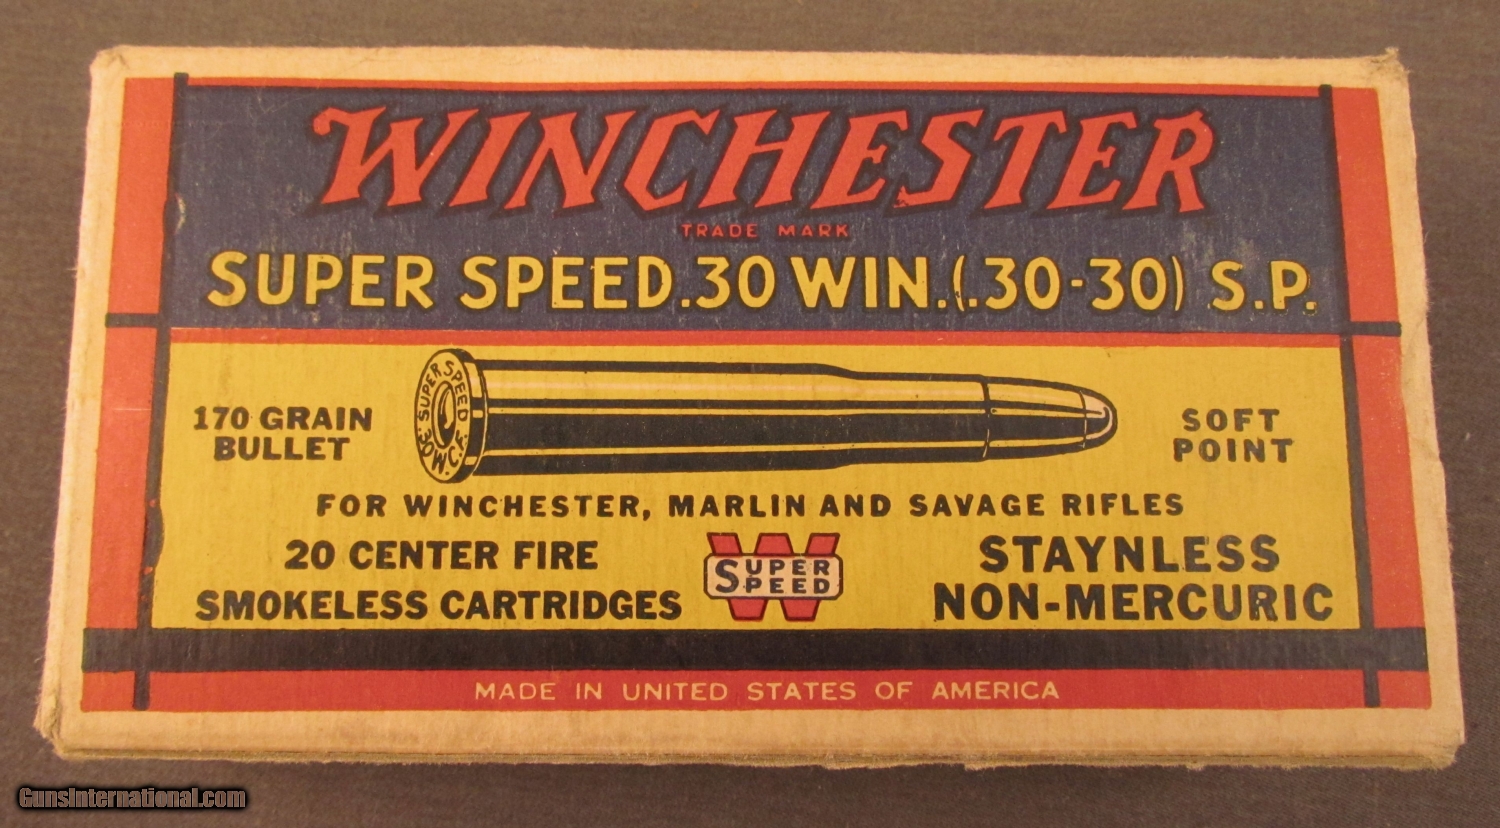 WINCHESTER
TRADE MARK
SUPER SPEED .30 WIN. (.30-30) S.P.
SUPER SPEED
30 W.C.F.
170 GRAIN
BULLET
SOFT
POINT
FOR WINCHESTER, MARLIN AND SAVAGE RIFLES
20 CENTER FIRE
SMOKELESS CARTRIDGES
W
SUPER
SPEED
STAYNLESS
NON-MERCURIC
MADE IN UNITED STATES OF AMERICA
GunsInternational.com